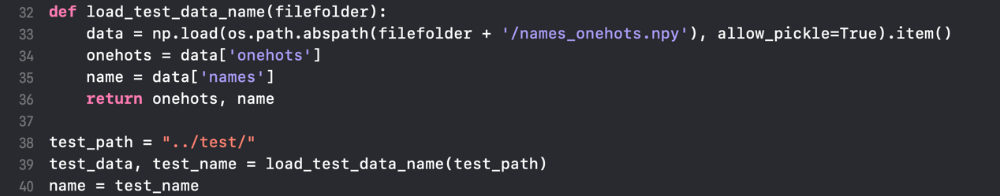 32 def load_test_data_name(filefolder):
33     data = np.load(os.path.abspath(filefolder + '/names_onehots.npy'), allow_pickle=True).item()
34     onehots = data['onehots']
35     name = data['names']
36     return onehots, name
37
38 test_path = "../test/"
39 test_data, test_name = load_test_data_name(test_path)
40 name = test_name